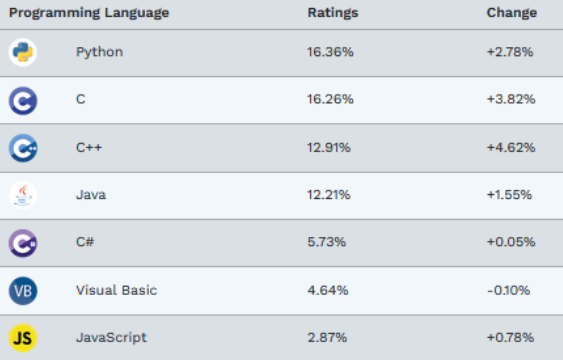 Programming Language Ratings Change
Python 16.36% +2.78%
C 16.26% +3.82%
C++ 12.91% +4.62%
Java 12.21% +1.55%
C# 5.73% +0.05%
VB Visual Basic 4.64% -0.10%
JS JavaScript 2.87% +0.78%